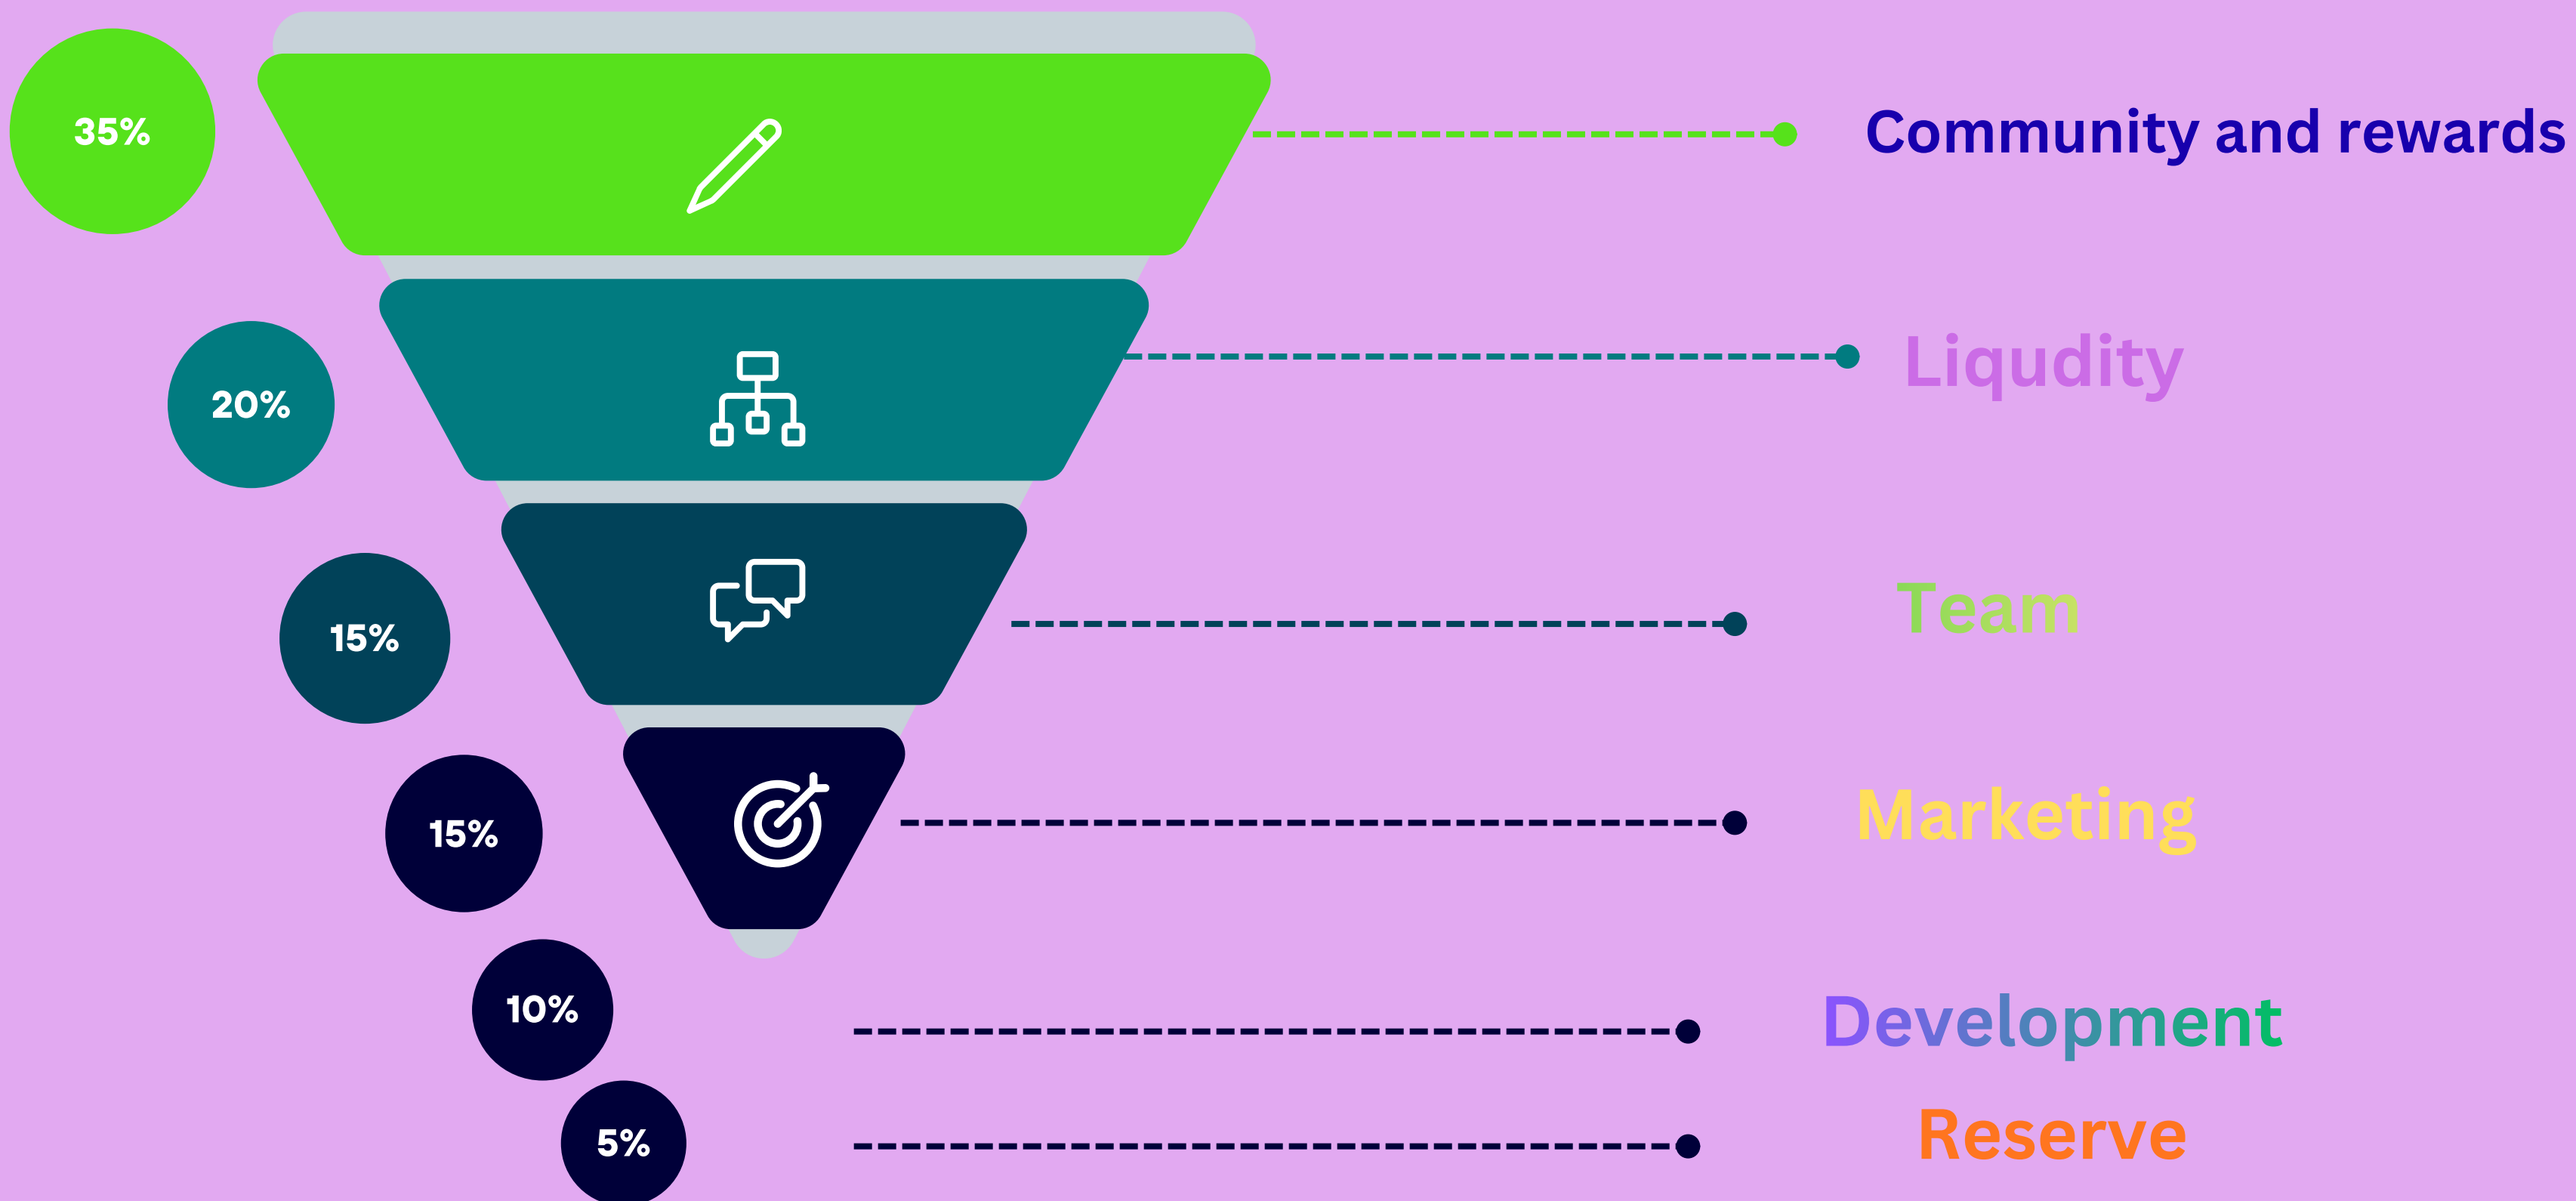 35%
Community and rewards
20%
Liqudity
15%
Team
15%
Marketing
10%
Development
5%
Reserve